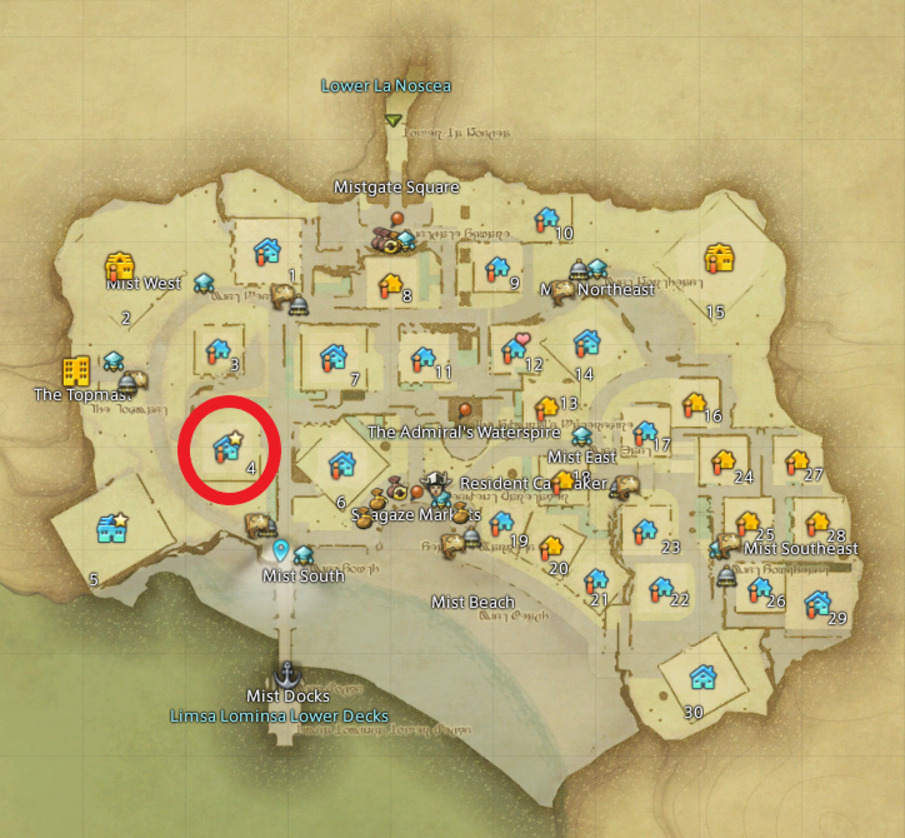 Lower La Noscea
Mistgate Square
10
1
9
Mist West
8
Northeast
2
15
3
7
11
12
14
The Topmast
13
16
The Admiral's Waterspire
17
4
Mist East
24
27
6
Resident Caretaker
18
Seagaze Markets
19
25
28
5
20
23
Mist Southeast
Mist South
21
22
26
Mist Beach
29
Mist Docks
30
Limsa Lominsa Lower Decks